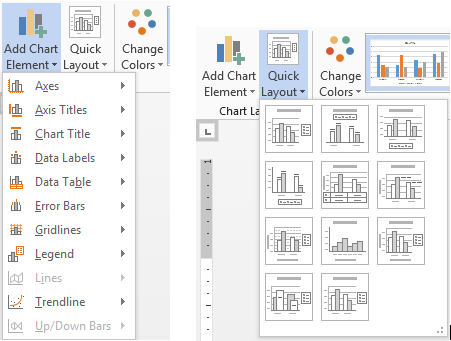 Add Chart
Element
Quick
Layout
Change
Colors
Axes
Axis Titles
Chart Title
Data Labels
Data Table
Error Bars
Gridlines
Legend
Lines
Trendline
Up/Down Bars
Add Chart
Element
Quick
Layout
Change
Colors
Chart La
L
1